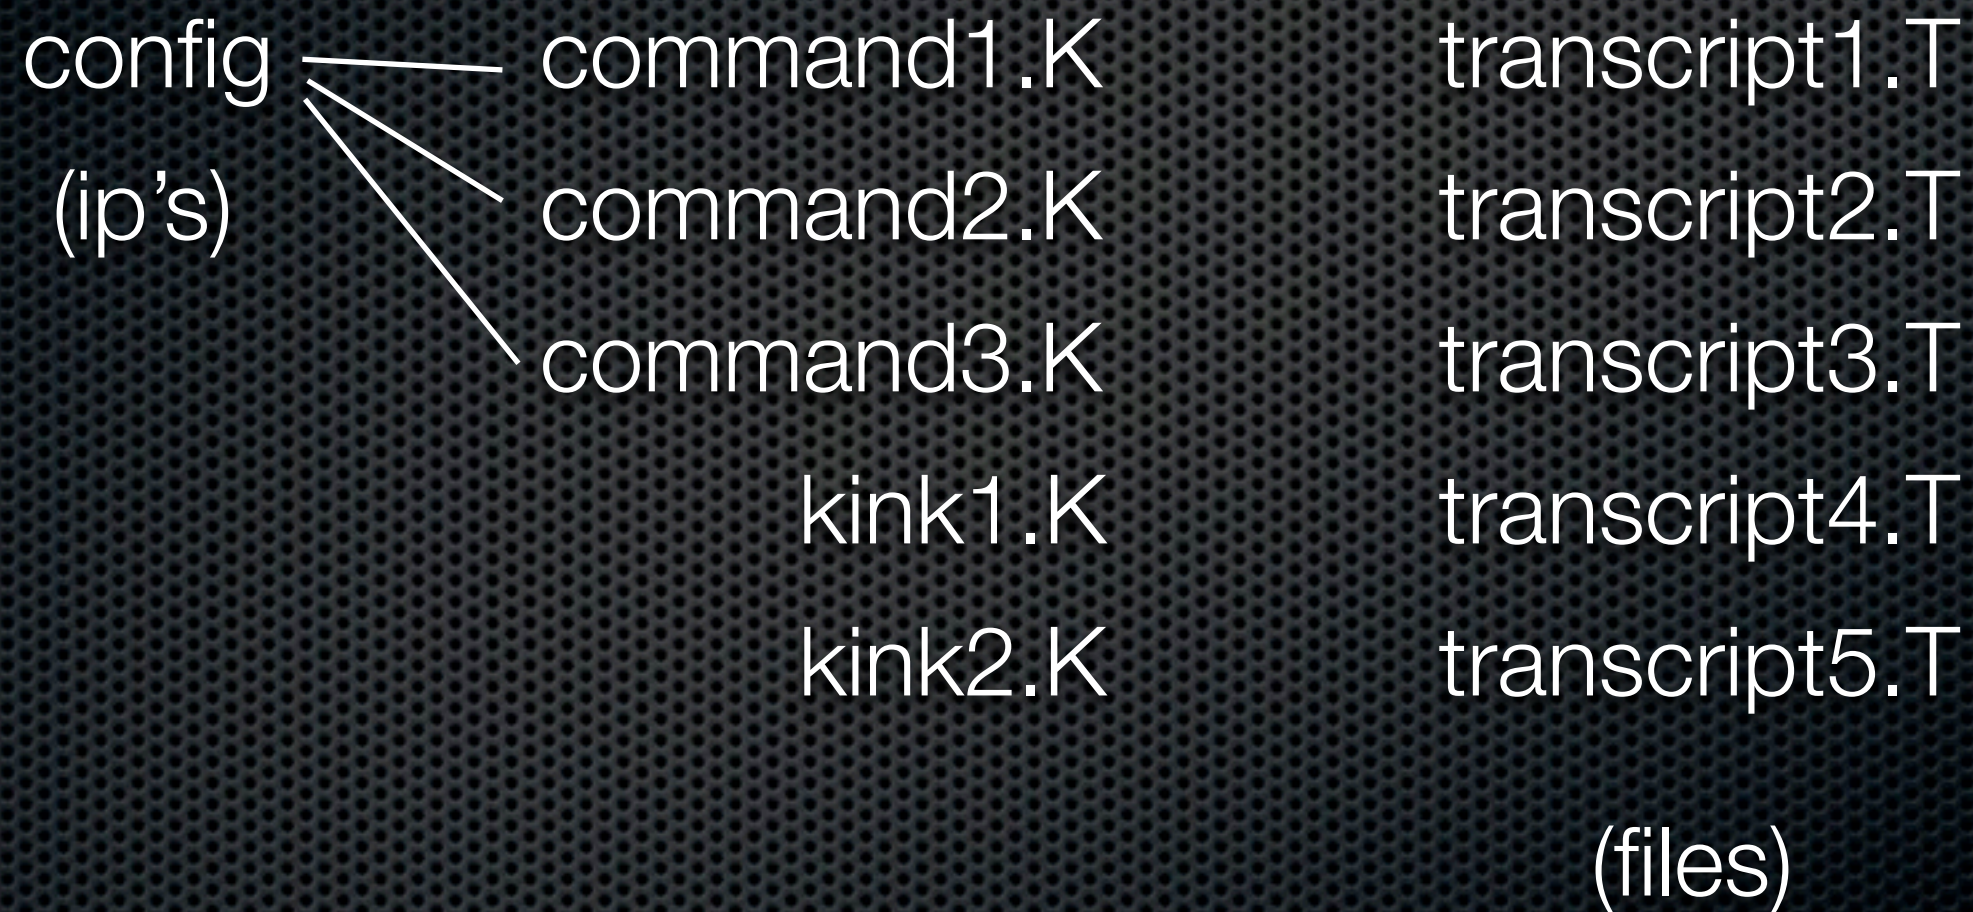 config command1.K transcript1.T
(ip’s) command2.K transcript2.T
command3.K transcript3.T
kink1.K transcript4.T
kink2.K transcript5.T
(files)